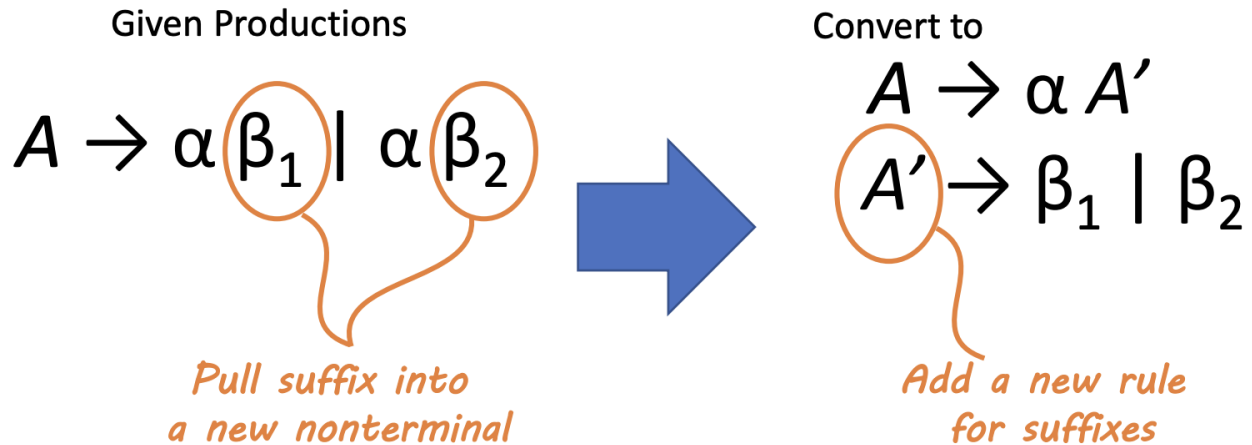 Given Productions
A → α β₁ | α β₂
Pull suffix into
a new nonterminal
Convert to
A → α A′
A′ → β₁ | β₂
Add a new rule
for suffixes